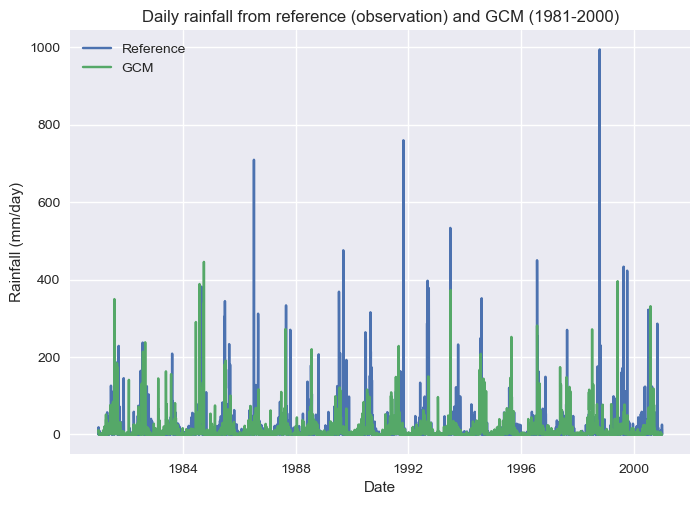 Daily rainfall from reference (observation) and GCM (1981-2000)
Reference
GCM
1000
800
600
400
200
0
Rainfall (mm/day)
1984 1988 1992 1996 2000
Date